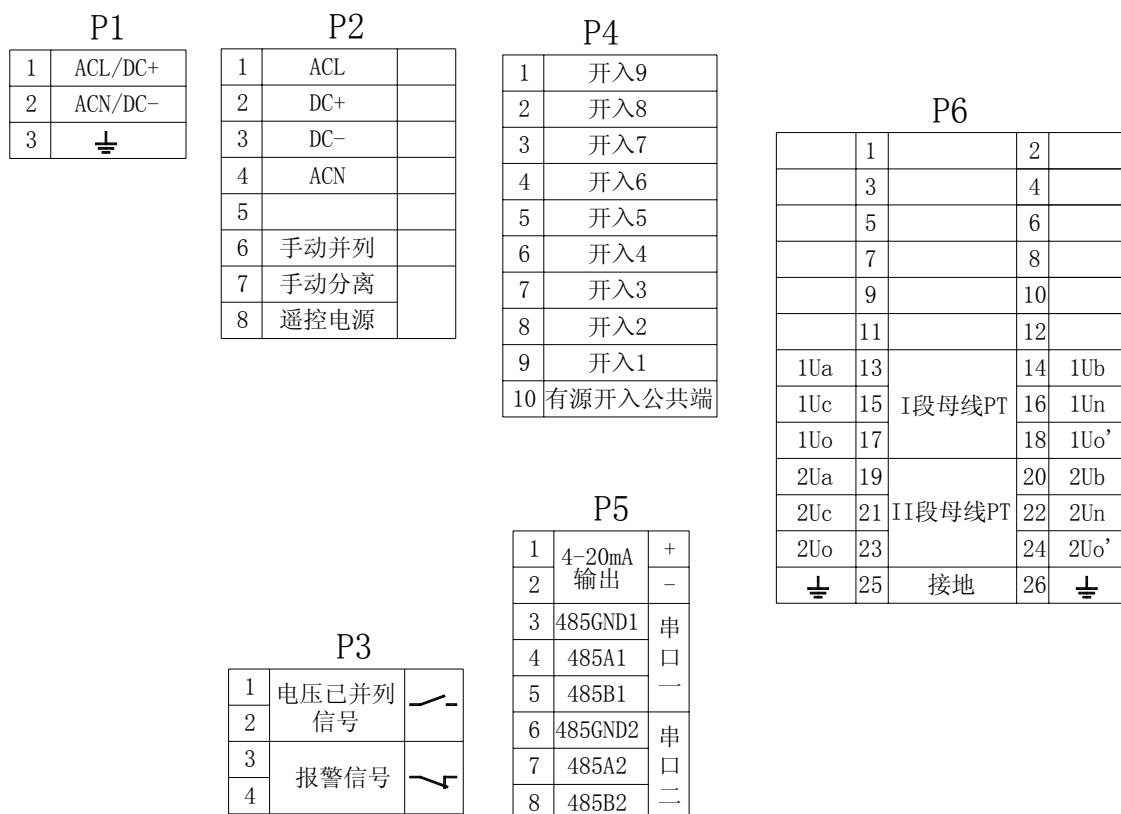 P1
1 ACL/DC+
2 ACN/DC-
3
P2
1 ACL
2 DC+
3 DC-
4 ACN
5
6 手动并列
7 手动分离
8 遥控电源
P4
1 开入9
2 开入8
3 开入7
4 开入6
5 开入5
6 开入4
7 开入3
8 开入2
9 开入1
10 有源开入公共端
P6
1 2
3 4
5 6
7 8
9 10
11 12
1Ua 13 14 1Ub
1Uc 15 I段母线PT 16 1Un
1Uo 17 18 1Uo'
2Ua 19 20 2Ub
2Uc 21 II段母线PT 22 2Un
2Uo 23 24 2Uo'
25 接地 26
P3
1 电压已并列
2 信号
3
报警信号
4
P5
1 4-20mA +
2 输出 -
3 485GND1 串
4 485A1 口
5 485B1 一
6 485GND2 串
7 485A2 口
8 485B2 二